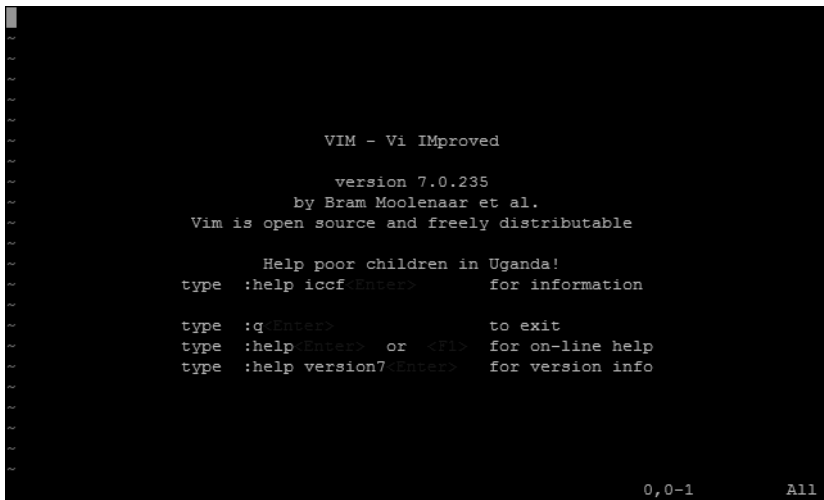 ~
~
~
~
~
~ VIM - Vi IMproved
~
~ version 7.0.235
~ by Bram Moolenaar et al.
~ Vim is open source and freely distributable
~
~ Help poor children in Uganda!
~ type :help iccf<Enter> for information
~
~ type :q<Enter> to exit
~ type :help<Enter> or <F1> for on-line help
~ type :help version7<Enter> for version info
~
~
~
~
~
0,0-1 All